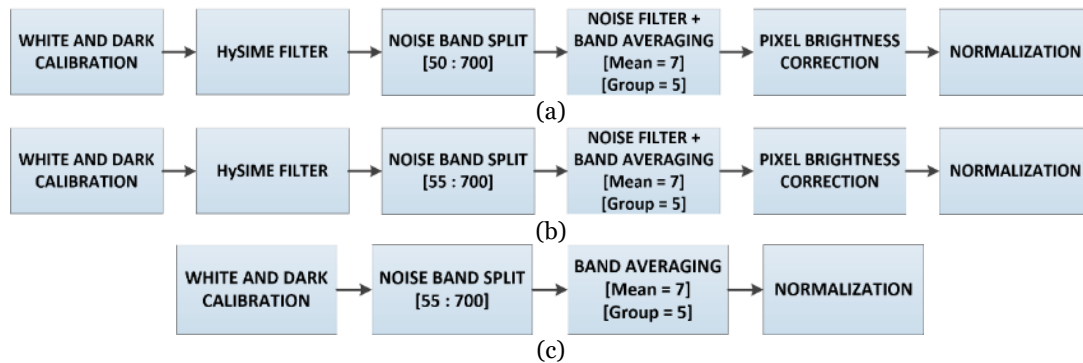 WHITE AND DARK
CALIBRATION
HySIME FILTER
NOISE BAND SPLIT
[50 : 700]
NOISE FILTER +
BAND AVERAGING
[Mean = 7]
[Group = 5]
PIXEL BRIGHTNESS
CORRECTION
NORMALIZATION
(a)
WHITE AND DARK
CALIBRATION
HySIME FILTER
NOISE BAND SPLIT
[55 : 700]
NOISE FILTER +
BAND AVERAGING
[Mean = 7]
[Group = 5]
PIXEL BRIGHTNESS
CORRECTION
NORMALIZATION
(b)
WHITE AND DARK
CALIBRATION
NOISE BAND SPLIT
[55 : 700]
BAND AVERAGING
[Mean = 7]
[Group = 5]
NORMALIZATION
(c)